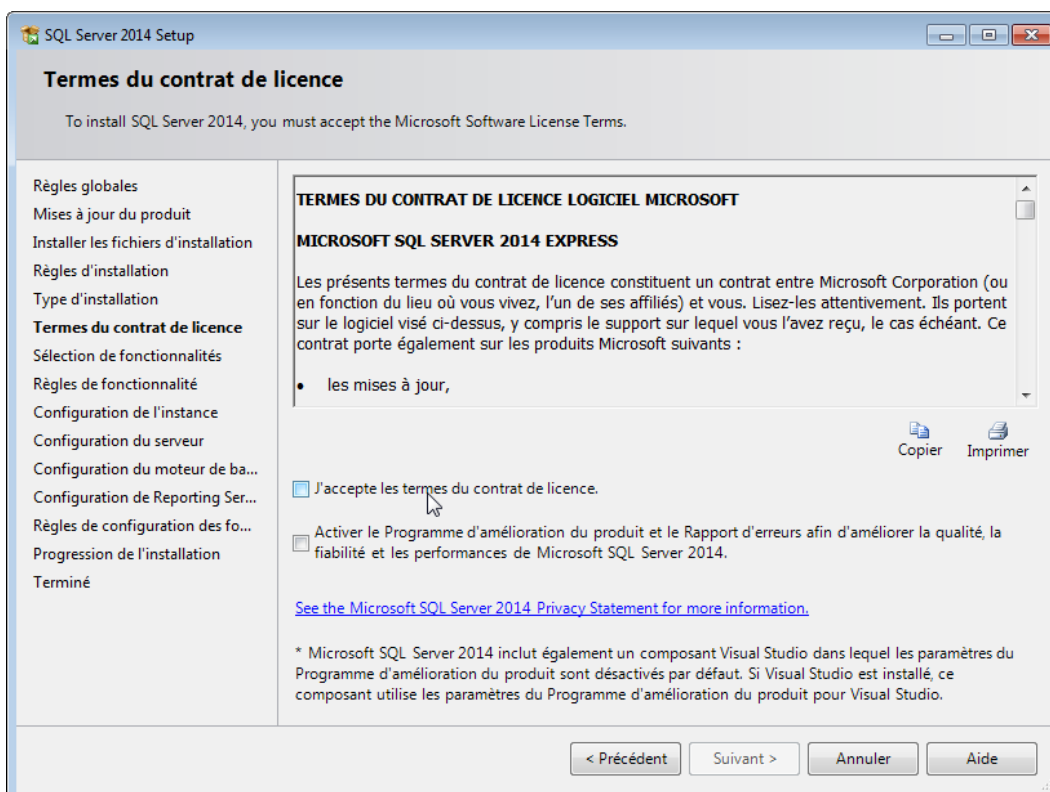 SQL Server 2014 Setup
Termes du contrat de licence
To install SQL Server 2014, you must accept the Microsoft Software License Terms.
Règles globales
Mises à jour du produit
Installer les fichiers d'installation
Règles d'installation
Type d'installation
Termes du contrat de licence
Sélection de fonctionnalités
Règles de fonctionnalité
Configuration de l'instance
Configuration du serveur
Configuration du moteur de ba...
Configuration de Reporting Ser...
Règles de configuration des fo...
Progression de l'installation
Terminé
TERMES DU CONTRAT DE LICENCE LOGICIEL MICROSOFT
MICROSOFT SQL SERVER 2014 EXPRESS
Les présents termes du contrat de licence constituent un contrat entre Microsoft Corporation (ou
en fonction du lieu où vous vivez, l'un de ses affiliés) et vous. Lisez-les attentivement. Ils portent
sur le logiciel visé ci-dessus, y compris le support sur lequel vous l'avez reçu, le cas échéant. Ce
contrat porte également sur les produits Microsoft suivants :
• les mises à jour,
Copier Imprimer
J'accepte les termes du contrat de licence.
Activer le Programme d'amélioration du produit et le Rapport d'erreurs afin d'améliorer la qualité, la
fiabilité et les performances de Microsoft SQL Server 2014.
See the Microsoft SQL Server 2014 Privacy Statement for more information.
* Microsoft SQL Server 2014 inclut également un composant Visual Studio dans lequel les paramètres du
Programme d'amélioration du produit sont désactivés par défaut. Si Visual Studio est installé, ce
composant utilise les paramètres du Programme d'amélioration du produit pour Visual Studio.
< Précédent Suivant > Annuler Aide